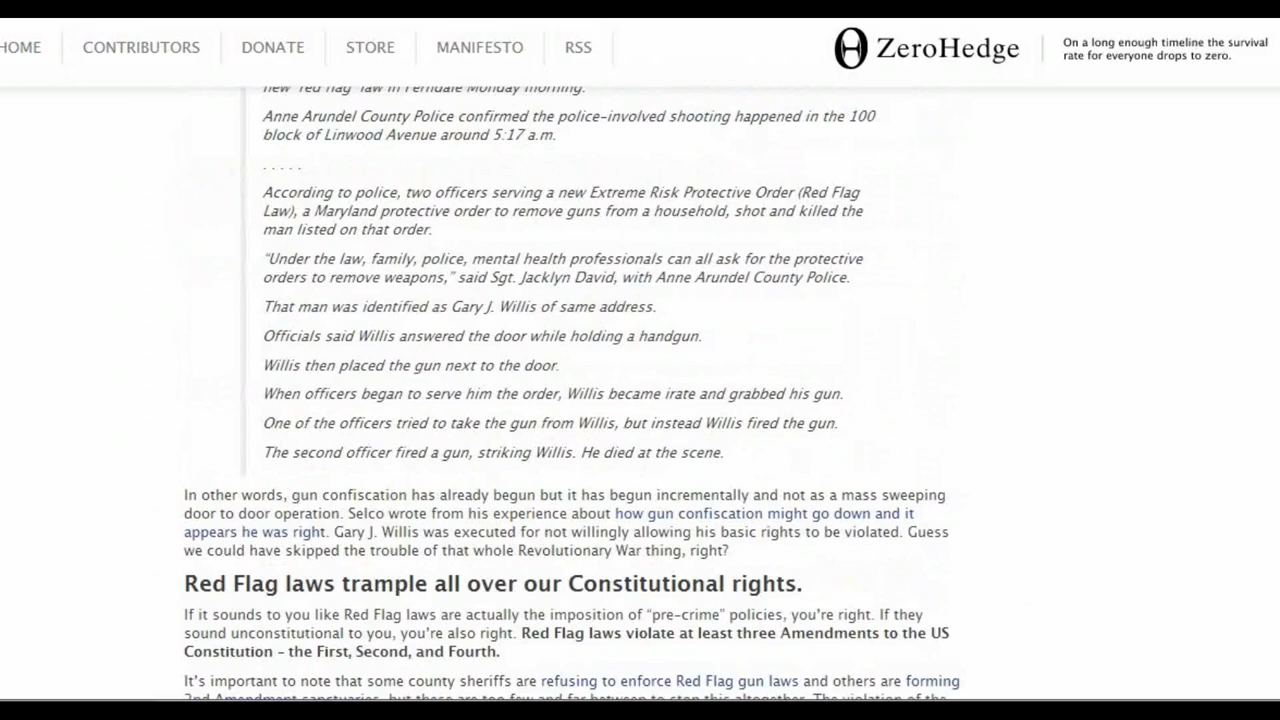 HOME CONTRIBUTORS DONATE STORE MANIFESTO RSS
ZeroHedge
On a long enough timeline the survival
rate for everyone drops to zero.
new "red flag" law in Ferndale Monday morning.
Anne Arundel County Police confirmed the police-involved shooting happened in the 100
block of Linwood Avenue around 5:17 a.m.
. . . . .
According to police, two officers serving a new Extreme Risk Protective Order (Red Flag
Law), a Maryland protective order to remove guns from a household, shot and killed the
man listed on that order.
“Under the law, family, police, mental health professionals can all ask for the protective
orders to remove weapons,” said Sgt. Jacklyn David, with Anne Arundel County Police.
That man was identified as Gary J. Willis of same address.
Officials said Willis answered the door while holding a handgun.
Willis then placed the gun next to the door.
When officers began to serve him the order, Willis became irate and grabbed his gun.
One of the officers tried to take the gun from Willis, but instead Willis fired the gun.
The second officer fired a gun, striking Willis. He died at the scene.
In other words, gun confiscation has already begun but it has begun incrementally and not as a mass sweeping
door to door operation. Selco wrote from his experience about how gun confiscation might go down and it
appears he was right. Gary J. Willis was executed for not willingly allowing his basic rights to be violated. Guess
we could have skipped the trouble of that whole Revolutionary War thing, right?
Red Flag laws trample all over our Constitutional rights.
If it sounds to you like Red Flag laws are actually the imposition of “pre-crime” policies, you’re right. If they
sound unconstitutional to you, you’re also right. Red Flag laws violate at least three Amendments to the US
Constitution – the First, Second, and Fourth.
It’s important to note that some county sheriffs are refusing to enforce Red Flag gun laws and others are forming
2nd Amendment sanctuaries, but these are too few and far between to stop this altogether. The violation of the